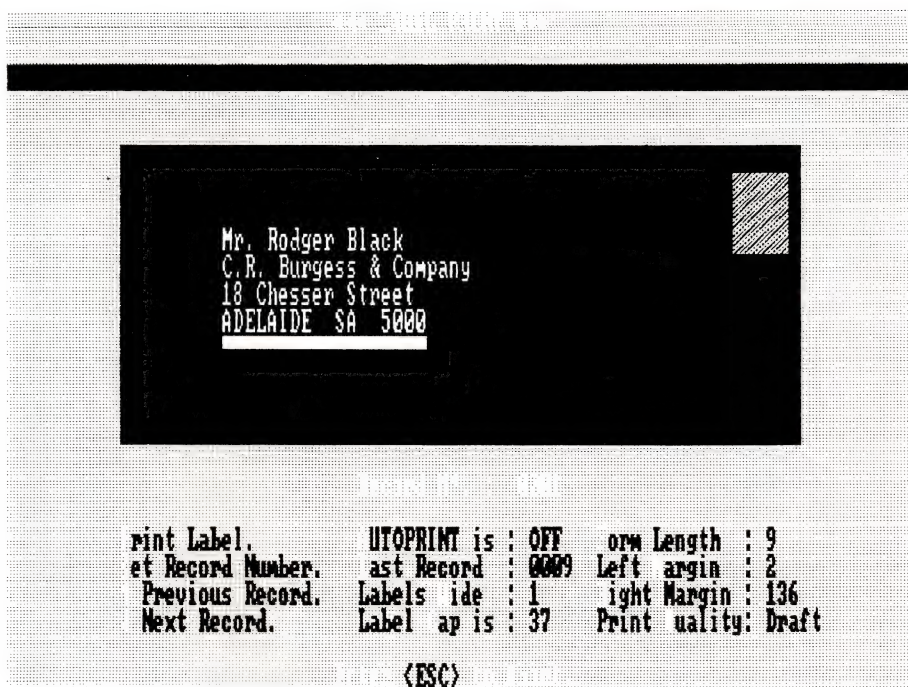 Mr. Rodger Black
C.R. Burgess & Company
18 Chesser Street
ADELAIDE SA 5000
rint Label. UTOPRINT is : OFF orm Length : 9
et Record Number. ast Record : 0009 Left argin : 2
Previous Record. Labels ide : 1 ight Margin : 136
Next Record. Label ap is : 37 Print uality: Draft
<ESC>